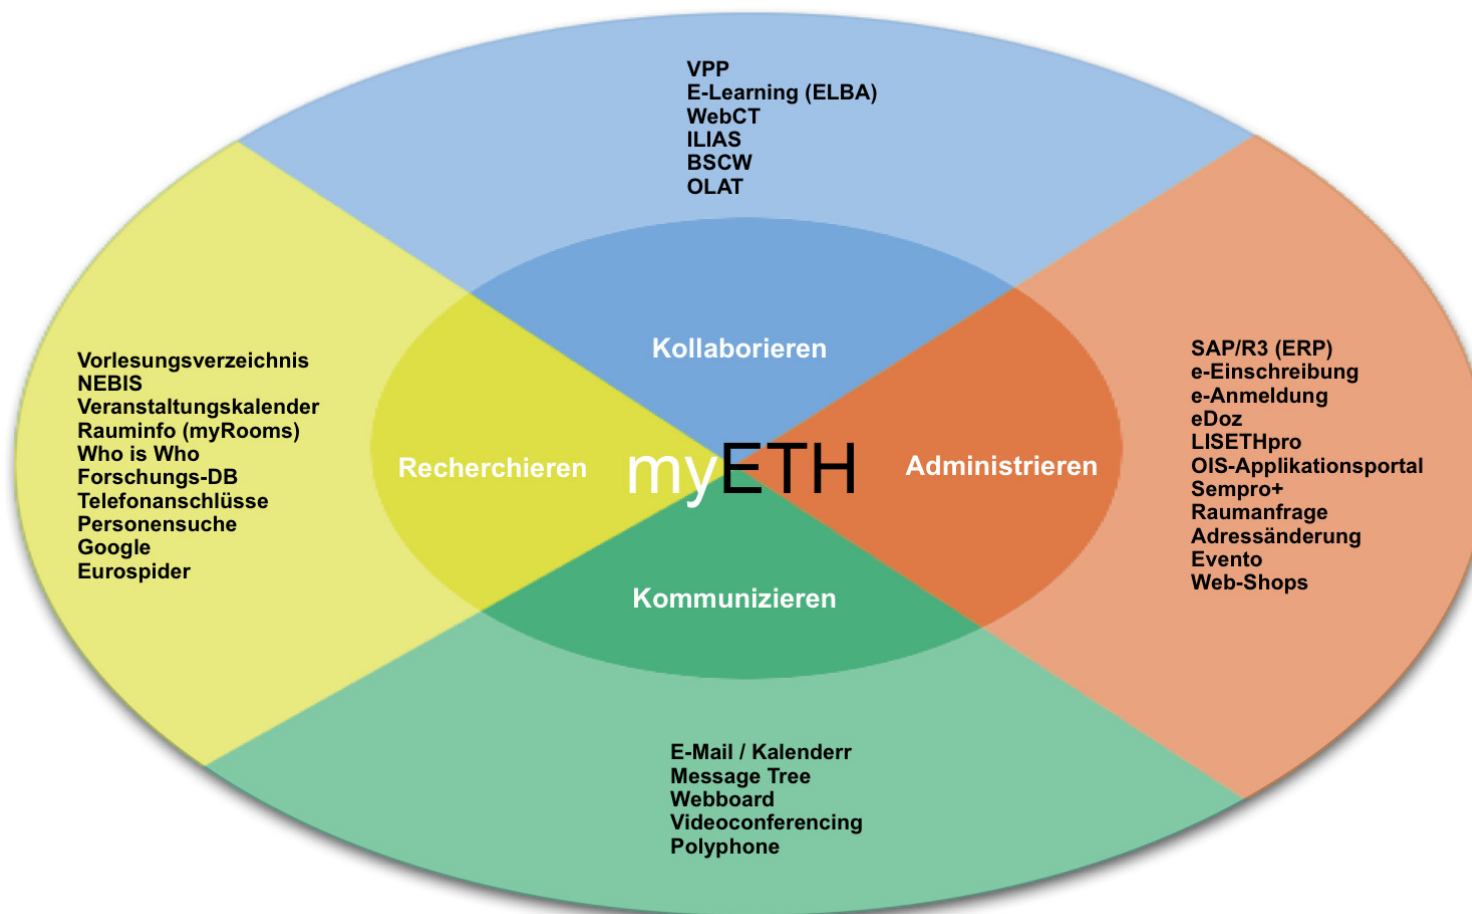 VPP
E-Learning (ELBA)
WebCT
ILIAS
BSCW
OLAT
Kollaborieren
Vorlesungsverzeichnis
NEBIS
Veranstaltungskalender
Rauminfo (myRooms)
Who is Who
Forschungs-DB
Telefonanschlüsse
Personensuche
Google
Eurospider
Recherchieren
myETH
Administrieren
SAP/R3 (ERP)
e-Einschreibung
e-Anmeldung
eDoz
LISETHpro
OIS-Applikationsportal
Sempro+
Raumanfrage
Adressänderung
Evento
Web-Shops
Kommunizieren
E-Mail / Kalenderr
Message Tree
Webboard
Videoconferencing
Polyphone